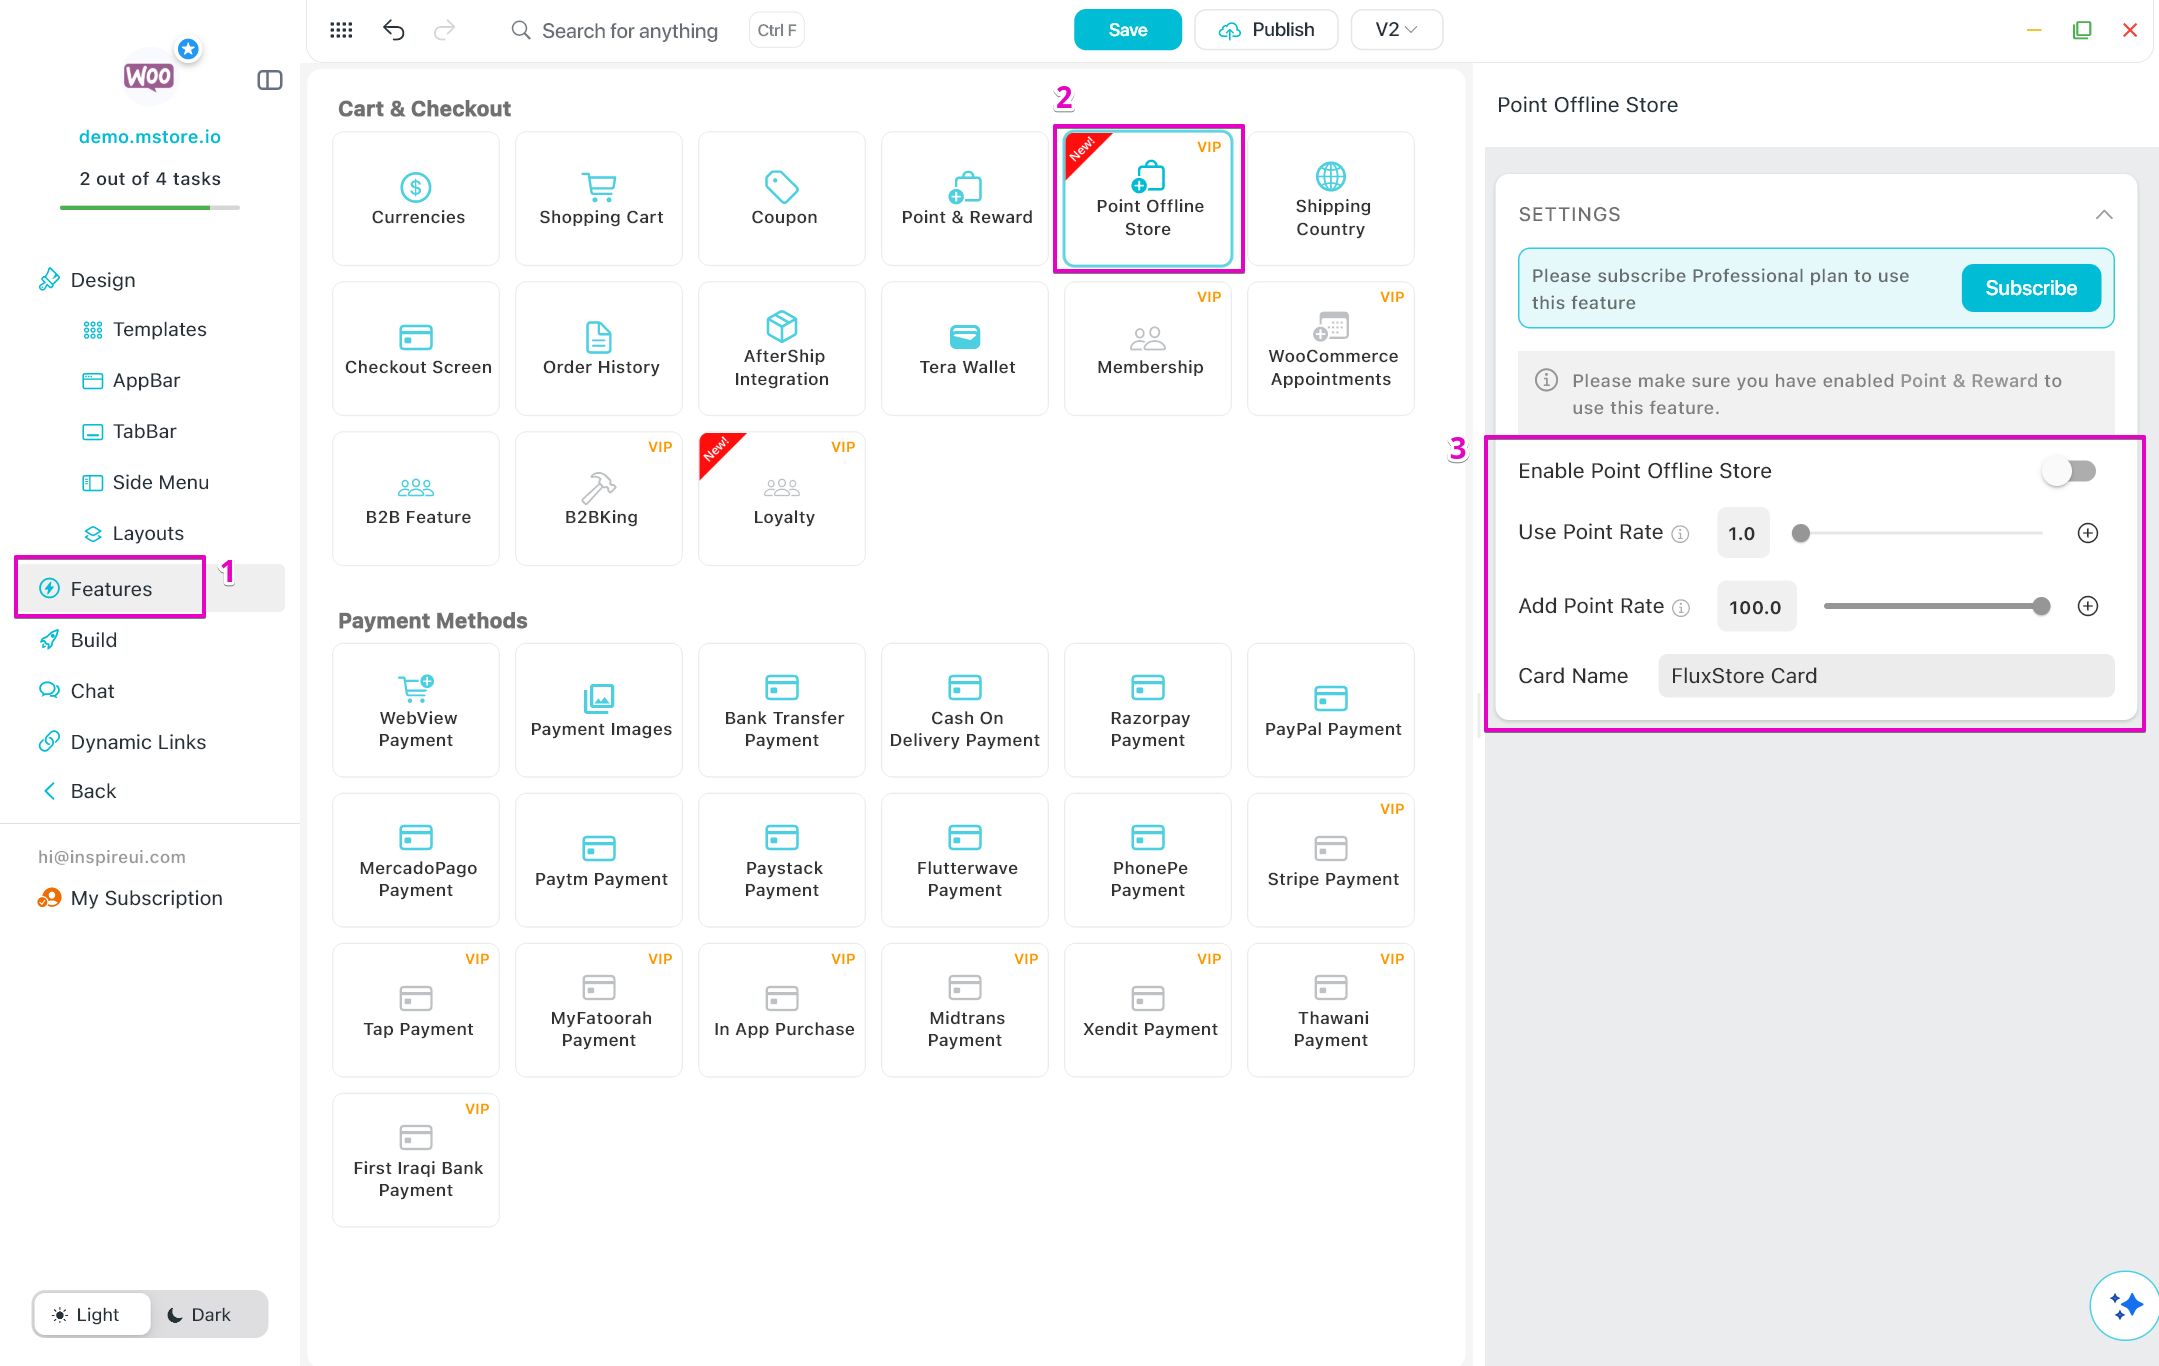 WOO
demo.mstore.io
2 out of 4 tasks
Design
Templates
AppBar
TabBar
Side Menu
Layouts
Features
1
Build
Chat
Dynamic Links
Back
hi@inspireui.com
My Subscription
Light
Dark
Search for anything
Ctrl F
Save
Publish
V2
Cart & Checkout
2
Currencies
Shopping Cart
Coupon
Point & Reward
New!
VIP
Point Offline
Store
Shipping
Country
Checkout Screen
Order History
AfterShip
Integration
Tera Wallet
VIP
Membership
VIP
WooCommerce
Appointments
B2B Feature
VIP
B2BKing
New!
VIP
Loyalty
Payment Methods
WebView
Payment
Payment Images
Bank Transfer
Payment
Cash On
Delivery Payment
Razorpay
Payment
PayPal Payment
MercadoPago
Payment
Paytm Payment
Paystack
Payment
Flutterwave
Payment
PhonePe
Payment
VIP
Stripe Payment
VIP
Tap Payment
VIP
MyFatoorah
Payment
VIP
In App Purchase
VIP
Midtrans
Payment
VIP
Xendit Payment
VIP
Thawani
Payment
VIP
First Iraqi Bank
Payment
Point Offline Store
SETTINGS
Please subscribe Professional plan to use
this feature
Subscribe
Please make sure you have enabled Point & Reward to
use this feature.
3
Enable Point Offline Store
Use Point Rate
1.0
Add Point Rate
100.0
Card Name
FluxStore Card